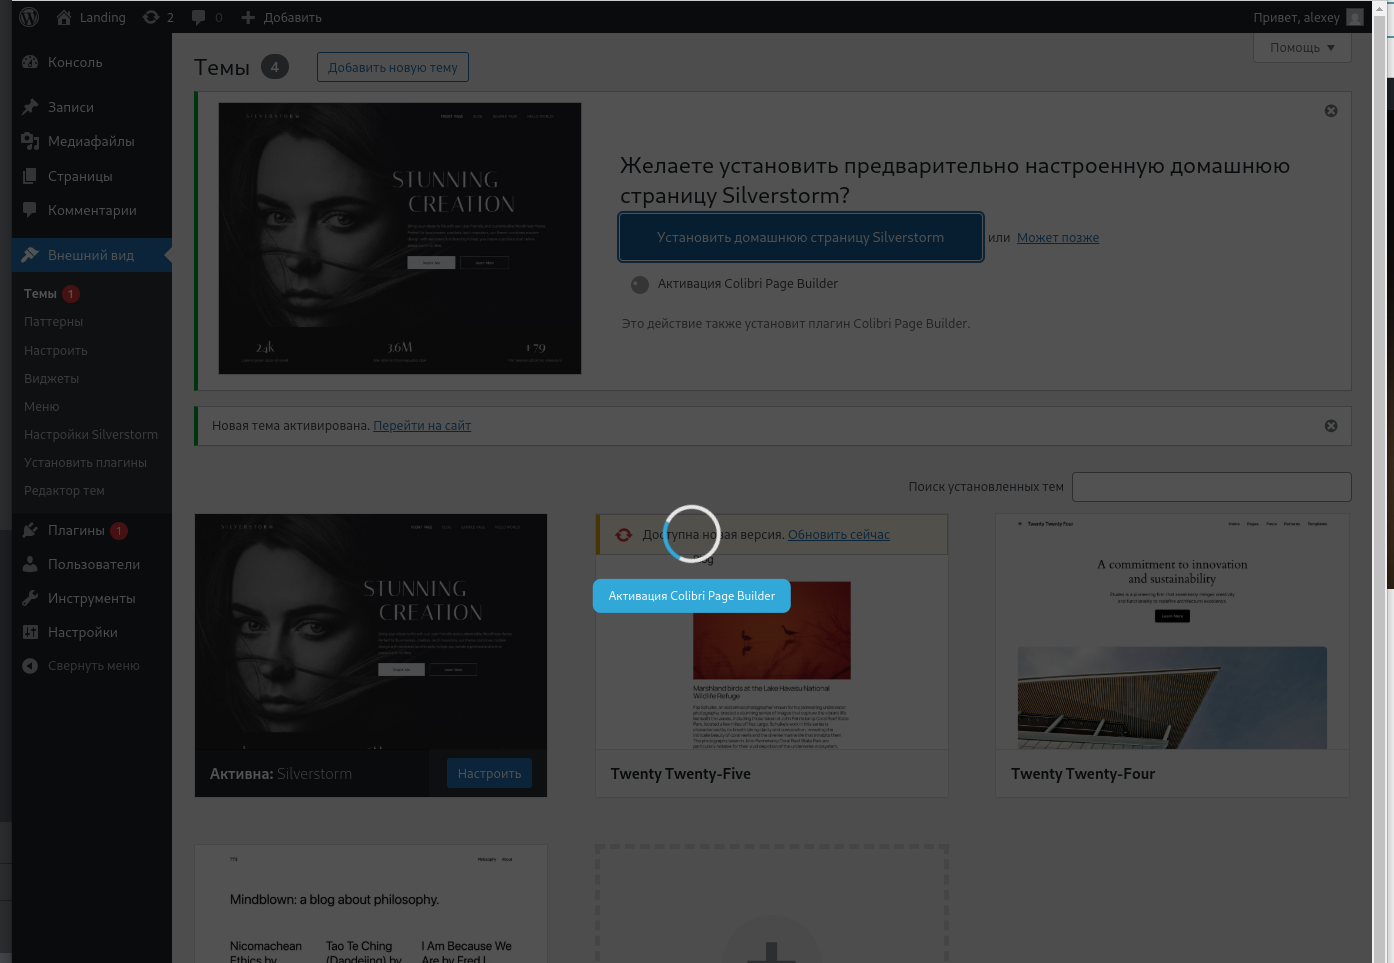 Landing
2
0
Добавить
Привет, alexey
Консоль
Записи
Медиафайлы
Страницы
Комментарии
Внешний вид
Темы 1
Паттерны
Настроить
Виджеты
Меню
Настройки Silverstorm
Установить плагины
Редактор тем
Плагины 1
Пользователи
Инструменты
Настройки
Свернуть меню
Помощь
Темы 4
Добавить новую тему
SILVERSTORM
STUNNING
CREATION
24k
3.6M
+79
Желаете установить предварительно настроенную домашнюю
страницу Silverstorm?
Установить домашнюю страницу Silverstorm
или Может позже
Активация Colibri Page Builder
Это действие также установит плагин Colibri Page Builder.
Новая тема активирована. Перейти на сайт
Поиск установленных тем
SILVERSTORM
STUNNING
CREATION
Активна: Silverstorm
Настроить
Доступна новая версия. Обновить сейчас
Blog
Активация Colibri Page Builder
Marshland birds at the Lake Havasu National
Wildlife Refuge
Twenty Twenty-Five
Twenty Twenty-Four
A commitment to innovation
and sustainability
Twenty Twenty-Four
Mindblown: a blog about philosophy.
Nicomachean
Ethics by
Tao Te Ching
(Daodejing) by
I Am Because We
Are by Fred L